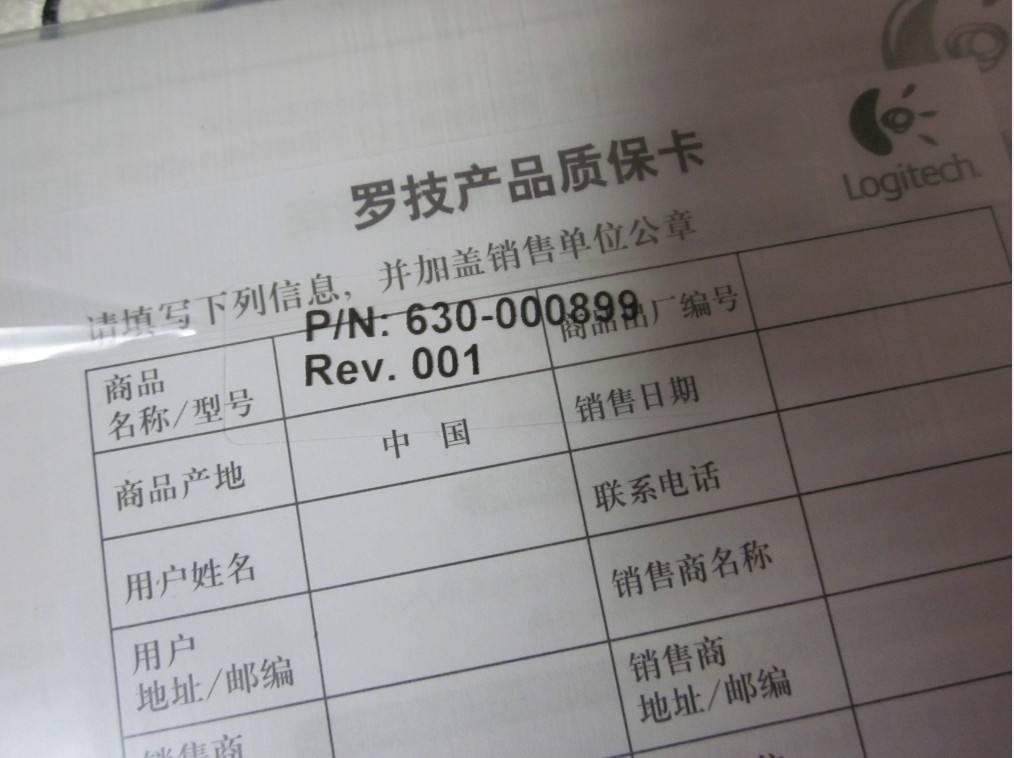 Logitech
罗技产品质保卡
请填写下列信息，并加盖销售单位公章
P/N: 630-000899
Rev. 001
商品
名称/型号
商品出厂编号
商品产地
中 国
销售日期
用户姓名
联系电话
用户
地址/邮编
销售商名称
销售商
销售商
地址/邮编